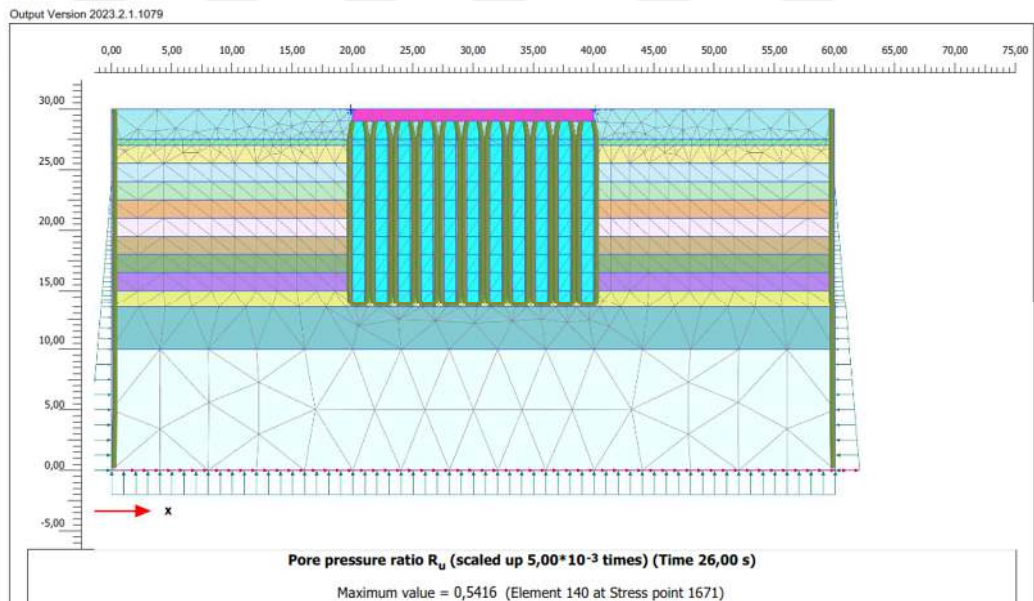 Output Version 2023.2.1.1079
0,00 5,00 10,00 15,00 20,00 25,00 30,00 35,00 40,00 45,00 50,00 55,00 60,00 65,00 70,00 75,00
30,00
25,00
20,00
15,00
10,00
5,00
0,00
-5,00
x
Pore pressure ratio Ru (scaled up 5,00*10-3 times) (Time 26,00 s)
Maximum value = 0,5416 (Element 140 at Stress point 1671)